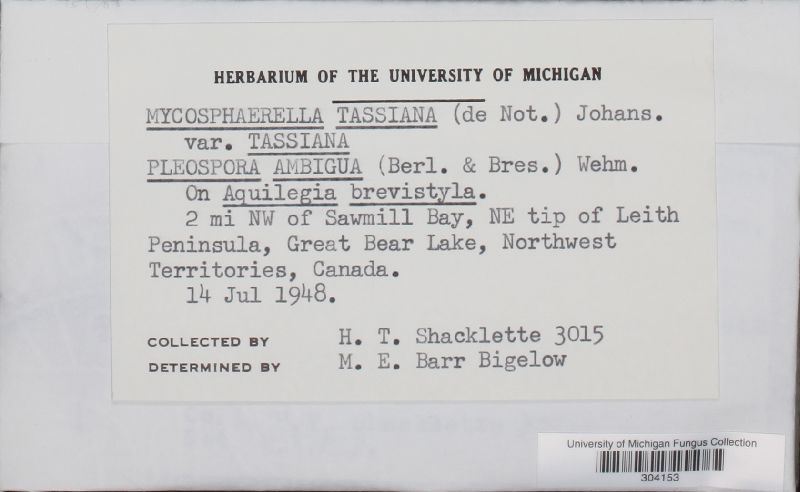 HERBARIUM OF THE UNIVERSITY OF MICHIGAN
MYCOSPHAERELLA TASSIANA (de Not.) Johans.
var. TASSIANA
PLEOSPORA AMBIGUA (Berl. & Bres.) Wehm.
On Aquilegia brevistyla.
2 mi NW of Sawmill Bay, NE tip of Leith
Peninsula, Great Bear Lake, Northwest
Territories, Canada.
14 Jul 1948.
COLLECTED BY H. T. Shacklette 3015
DETERMINED BY M. E. Barr Bigelow
University of Michigan Fungus Collection
304153